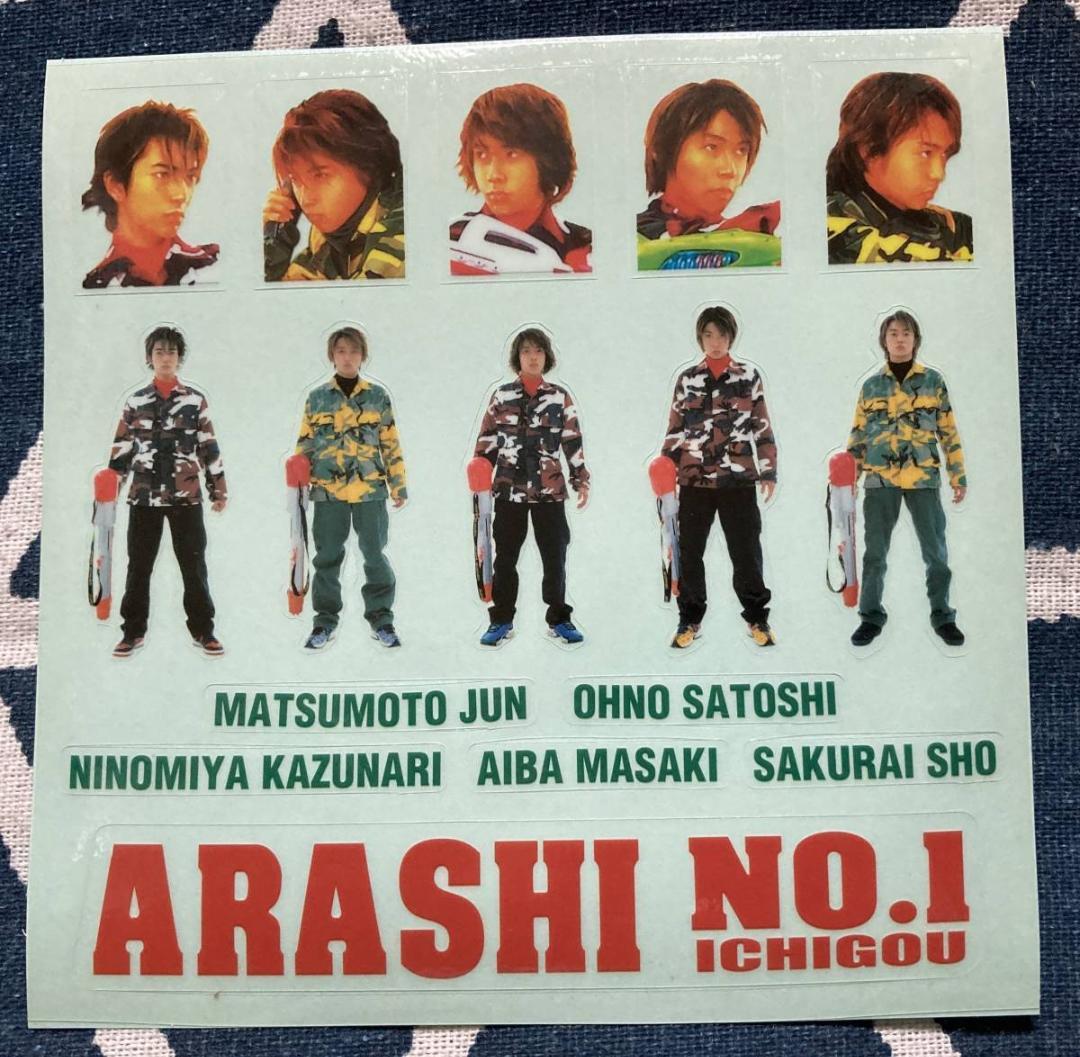 MATSUMOTO JUN OHNO SATOSHI
NINOMIYA KAZUNARI AIBA MASAKI SAKURAI SHO
ARASHI NO.1
ICHIGOU